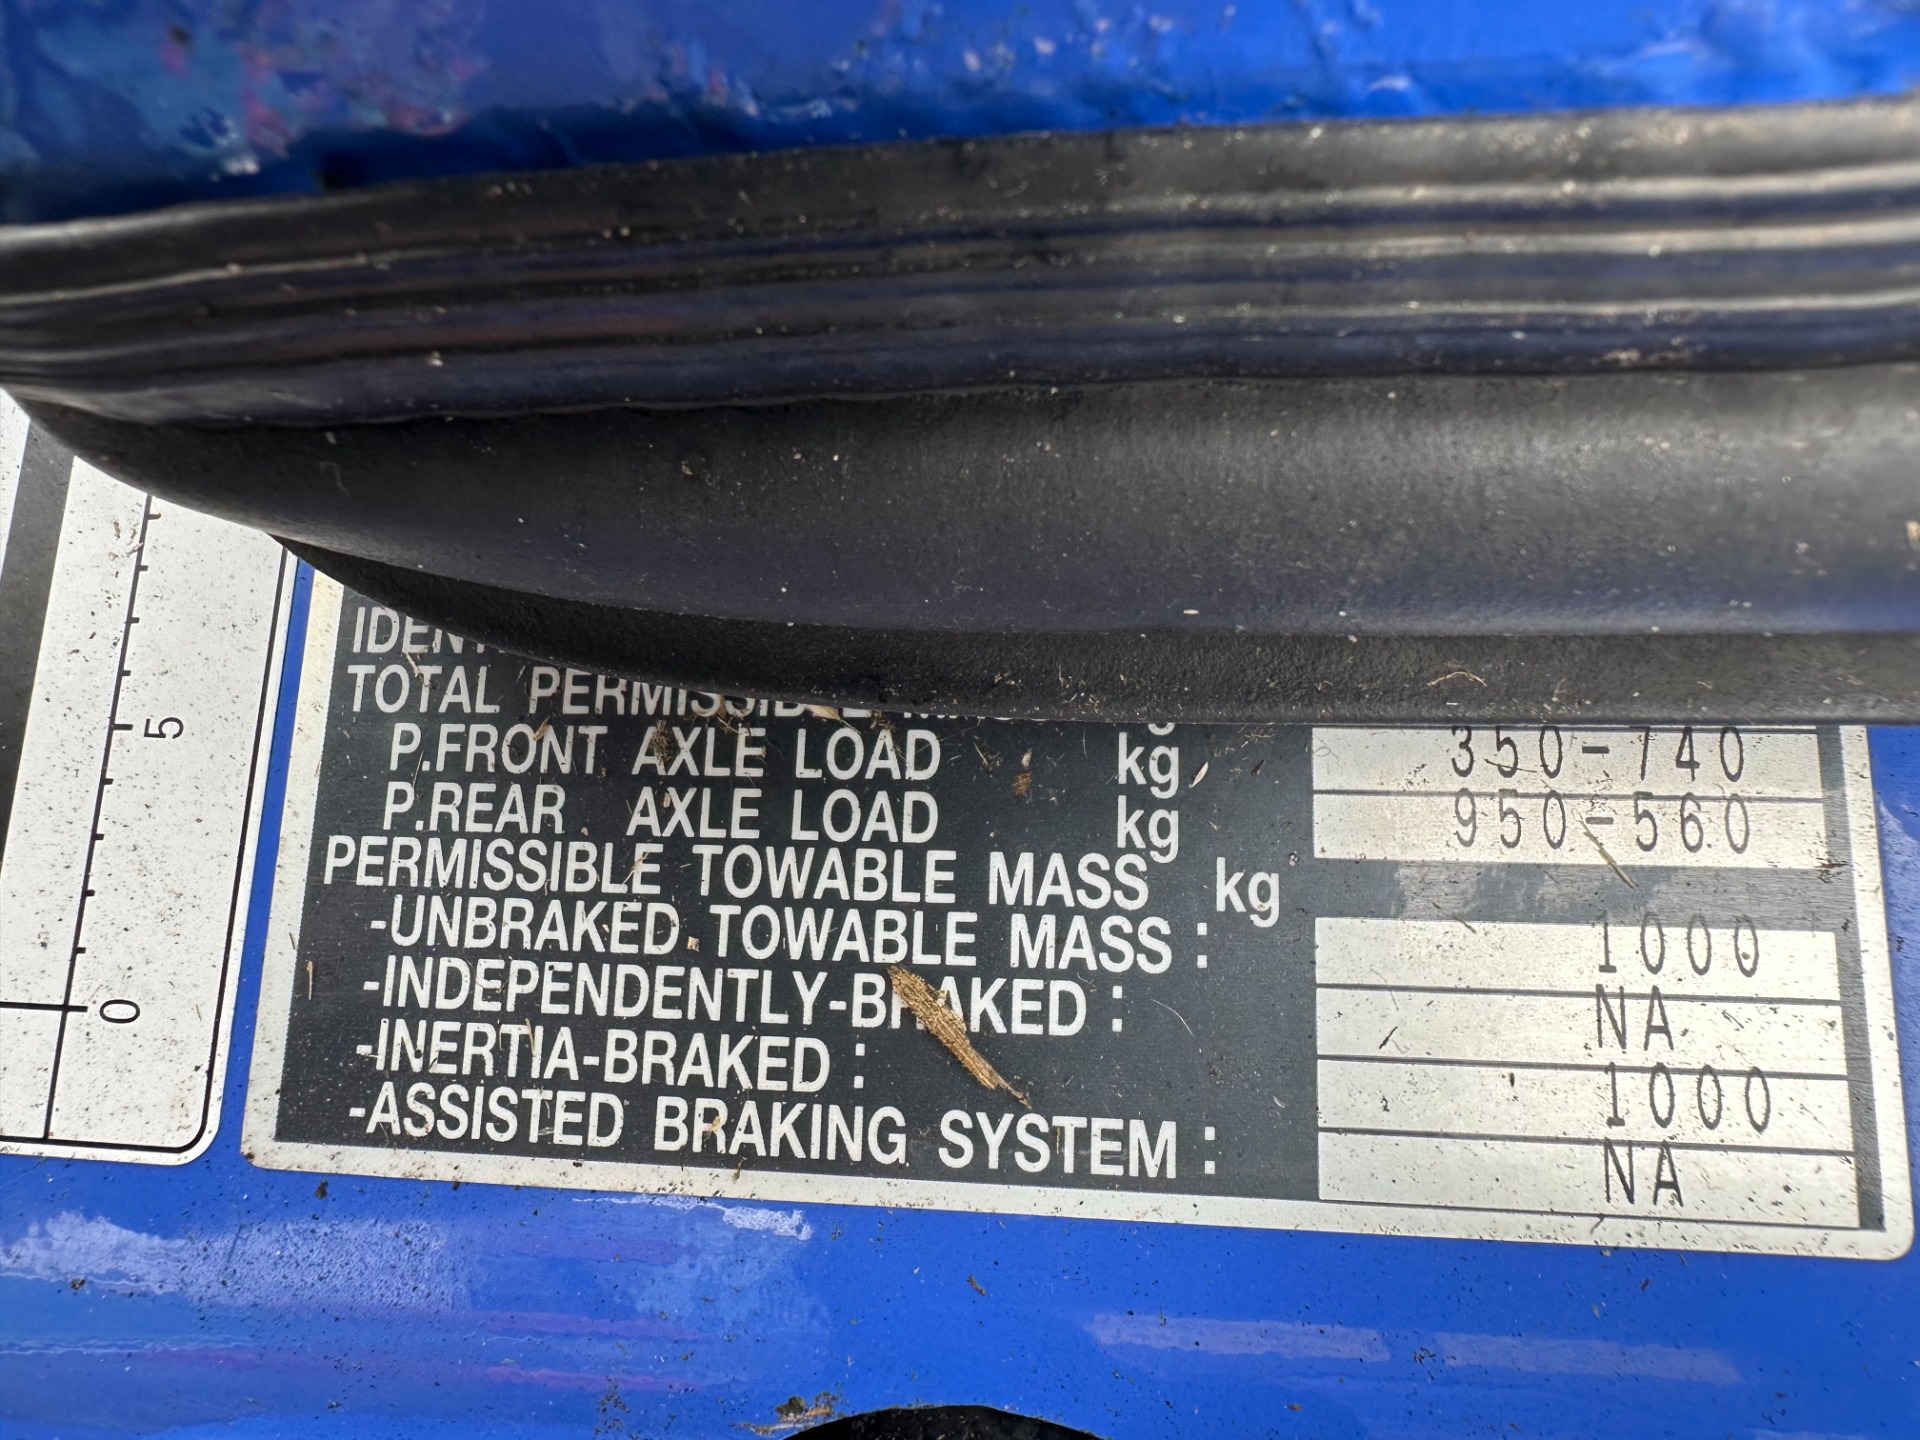 TOTAL PERMISSIBLE
P.FRONT AXLE LOAD kg 350-740
P.REAR AXLE LOAD kg 950-560
PERMISSIBLE TOWABLE MASS kg
-UNBRAKED TOWABLE MASS : 1000
-INDEPENDENTLY-BRAKED : NA
-INERTIA-BRAKED : 1000
-ASSISTED BRAKING SYSTEM : NA
5
0